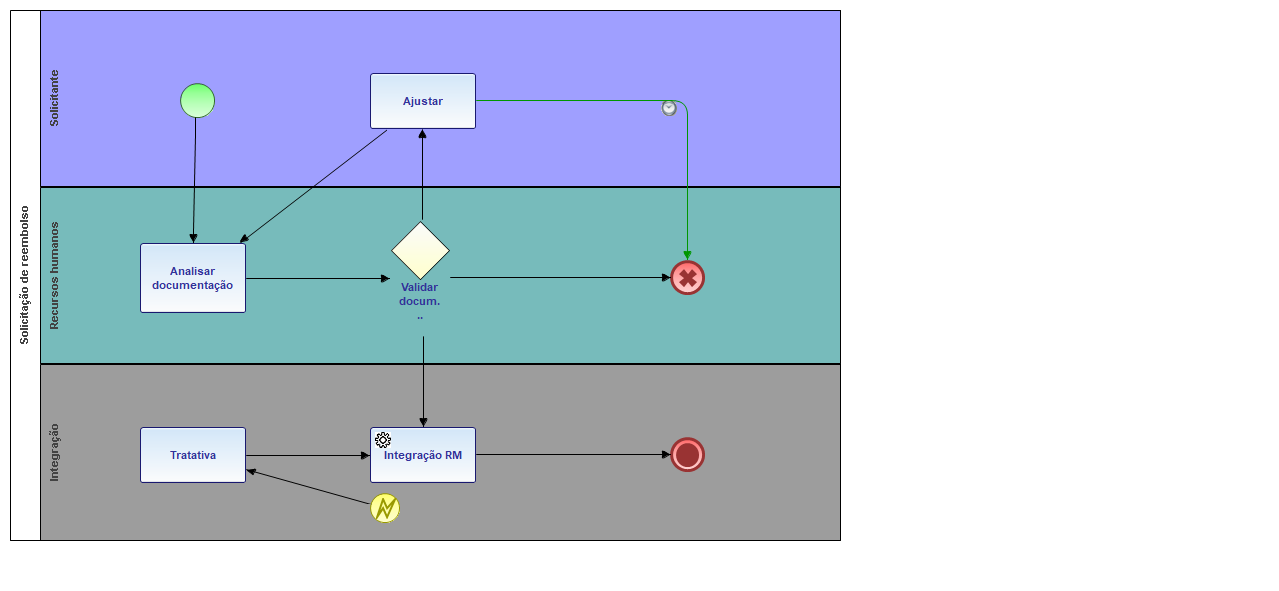 Solicitação de reembolso
Solicitante
Ajustar
Recursos humanos
Analisar
documentação
Validar
docum.
..
Integração
Tratativa
Integração RM